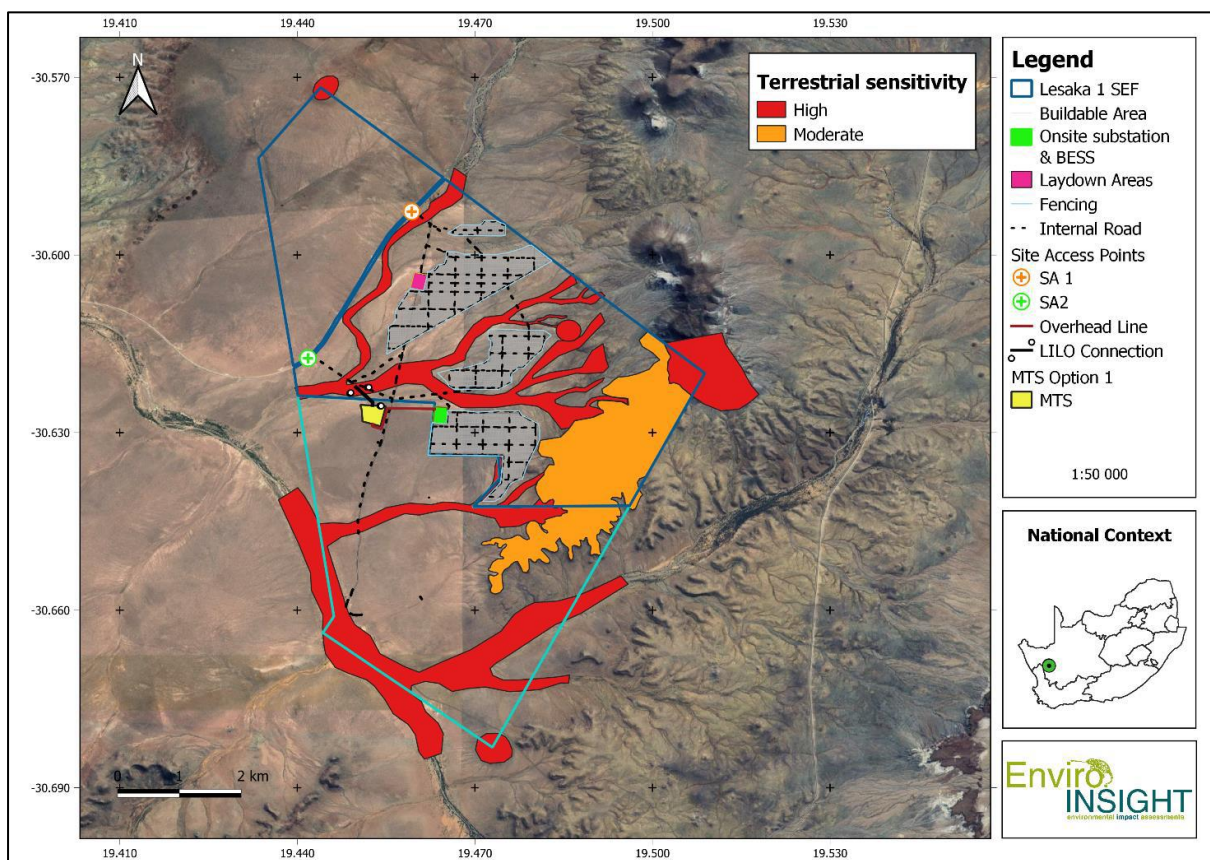 19.410
19.440
19.470
19.500
19.530
-30.570
-30.600
-30.630
-30.660
-30.690
N
Terrestrial sensitivity
High
Moderate
0 1 2 km
19.410
19.440
19.470
19.500
19.530
Legend
Lesaka 1 SEF
Buildable Area
Onsite substation
& BESS
Laydown Areas
Fencing
Internal Road
Site Access Points
SA 1
SA2
Overhead Line
LILO Connection
MTS Option 1
MTS
1:50 000
National Context
Enviro
INSIGHT
environmental impact assessments